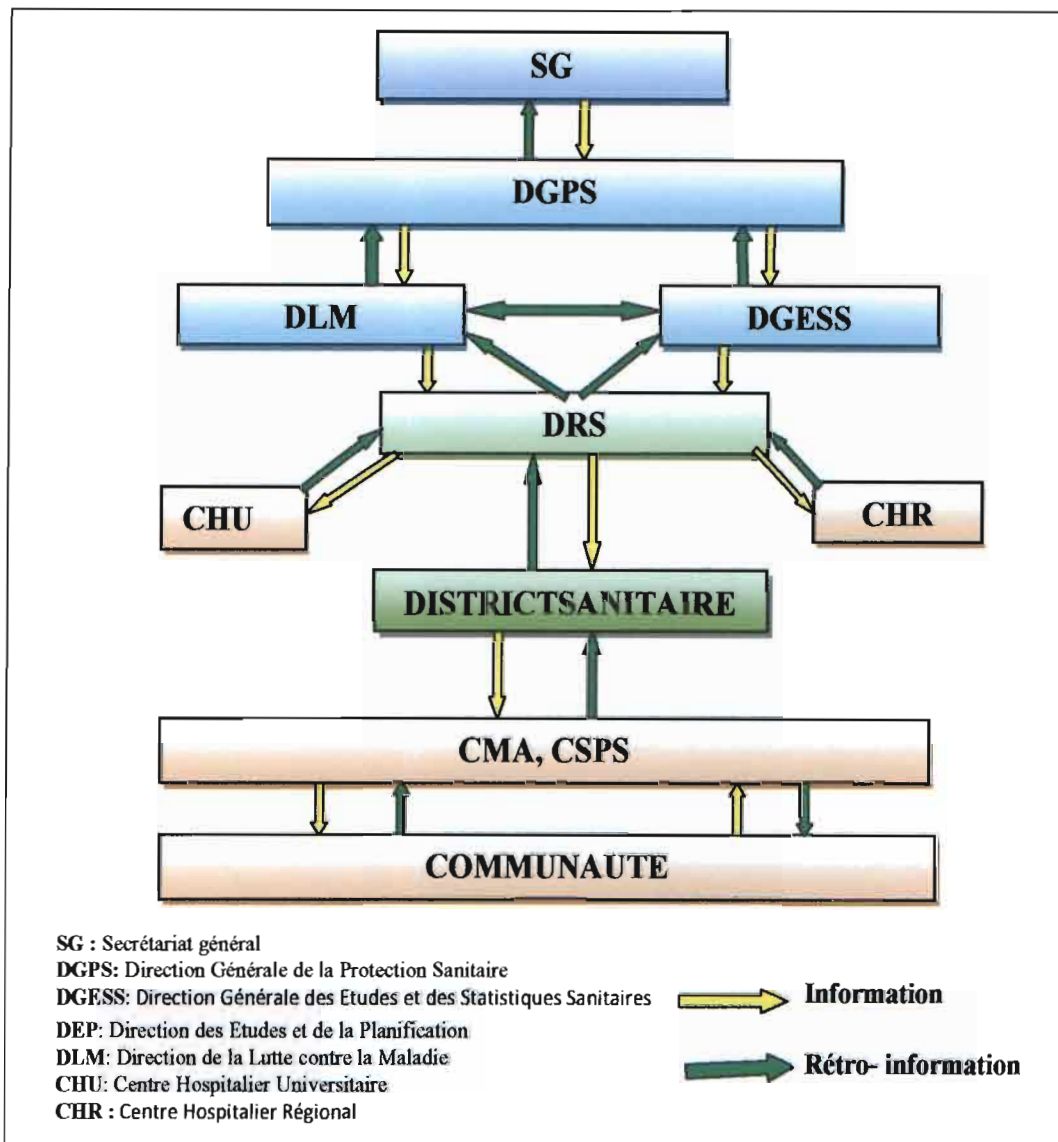 SG
DGPS
DLM
DGESS
DRS
CHU
CHR
DISTRICTSANITAIRE
CMA, CSPS
COMMUNAUTE
SG : Secrétariat général
DGPS: Direction Générale de la Protection Sanitaire
DGESS: Direction Générale des Etudes et des Statistiques Sanitaires
DEP: Direction des Etudes et de la Planification
DLM: Direction de la Lutte contre la Maladie
CHU: Centre Hospitalier Universitaire
CHR : Centre Hospitalier Régional
Information
Rétro- information